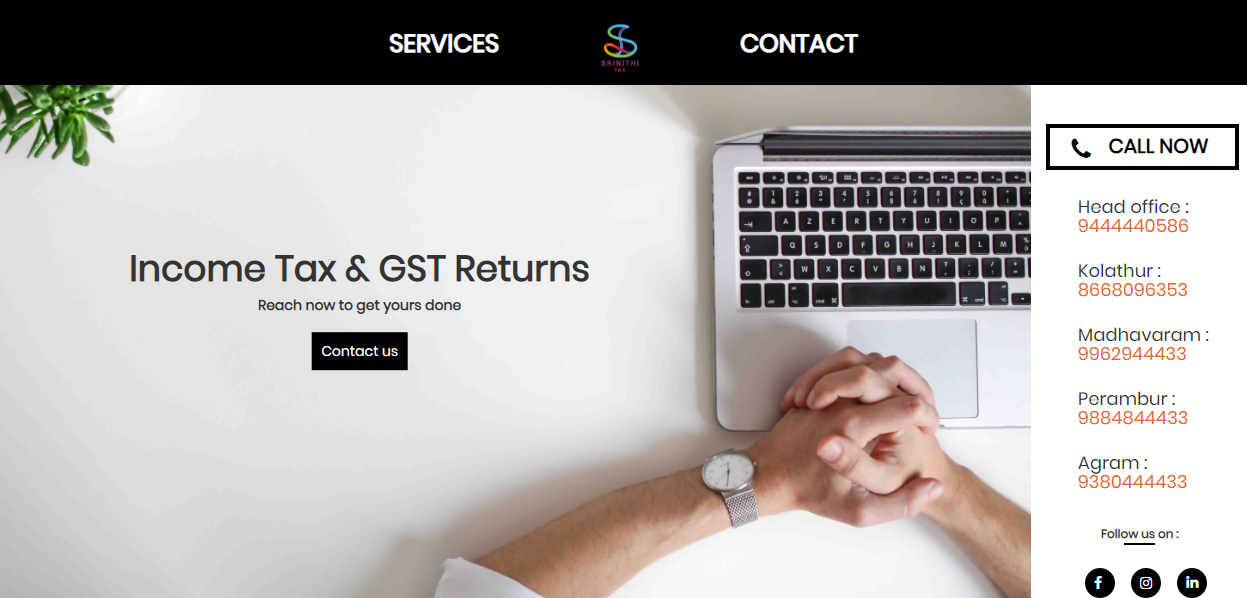 SERVICES
SRINITHI
TAX
CONTACT
Income Tax & GST Returns
Reach now to get yours done
Contact us
CALL NOW
Head office :
9444440586
Kolathur :
8668096353
Madhavaram :
9962944433
Perambur :
9884844433
Agram :
9380444433
Follow us on :